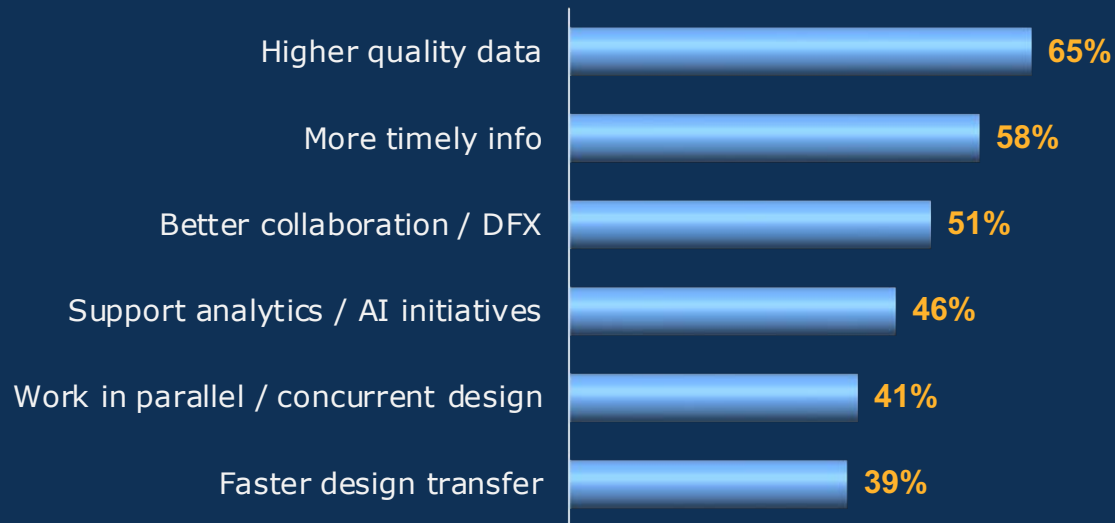 Higher quality data 65%
More timely info 58%
Better collaboration / DFX 51%
Support analytics / AI initiatives 46%
Work in parallel / concurrent design 41%
Faster design transfer 39%